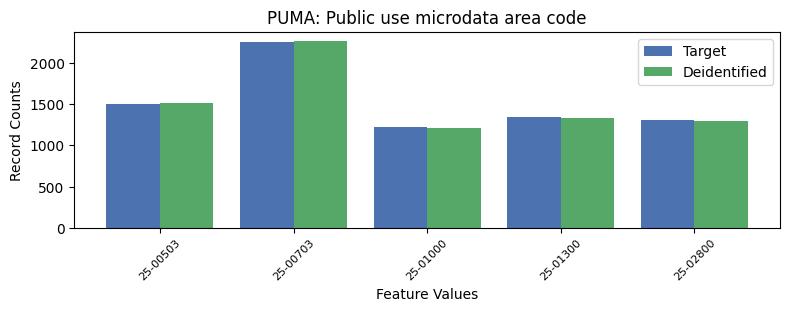 PUMA: Public use microdata area code
Target
Deidentified
Record Counts
2000
1500
1000
500
0
25-00503
25-00703
25-01000
25-01300
25-02800
Feature Values